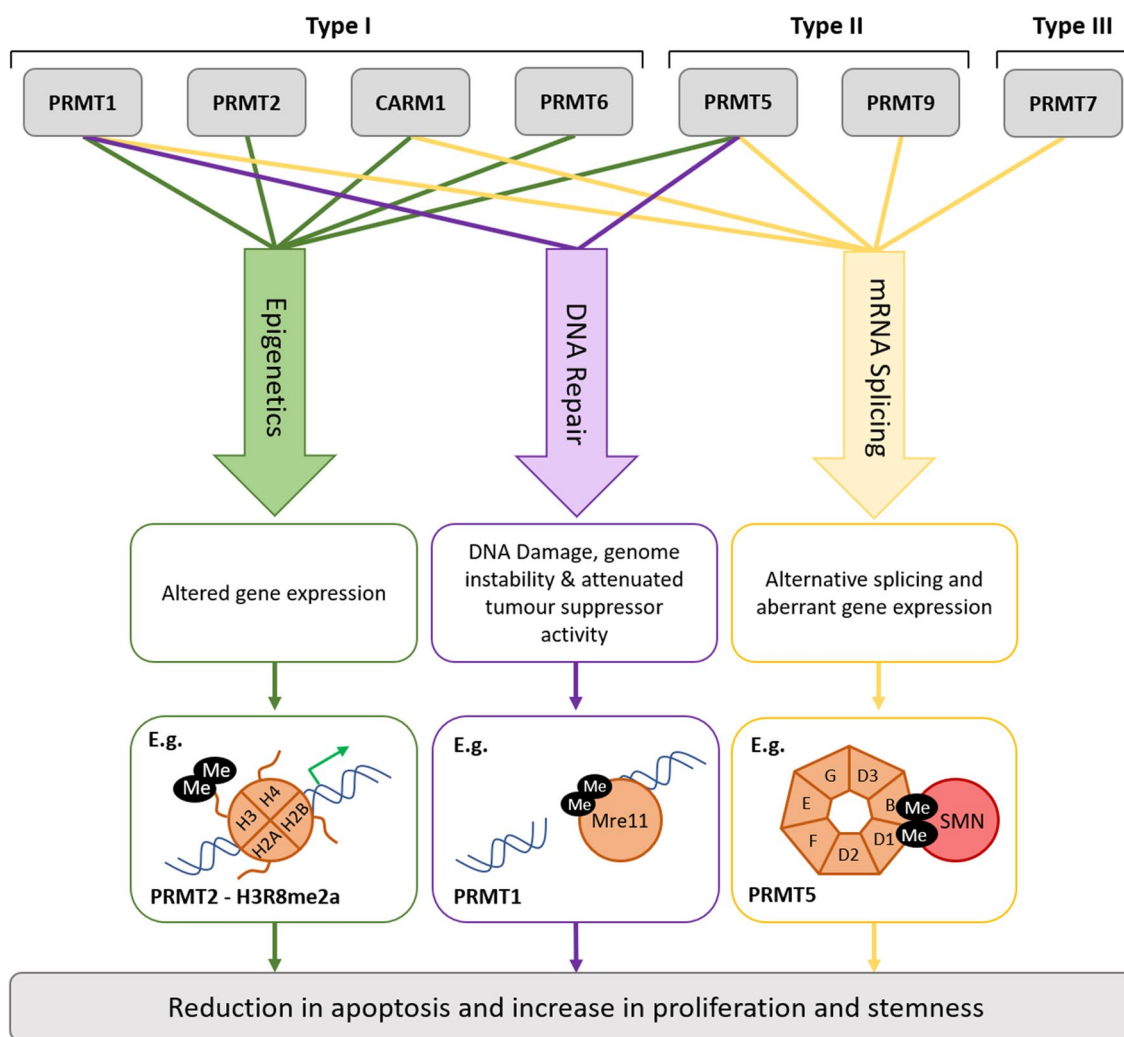 Type I
Type II
Type III
PRMT1
PRMT2
CARM1
PRMT6
PRMT5
PRMT9
PRMT7
Epigenetics
DNA Repair
mRNA Splicing
Altered gene expression
DNA Damage, genome
instability & attenuated
tumour suppressor
activity
Alternative splicing and
aberrant gene expression
E.g.
Me
Me
H4
H3
H2B
H2A
PRMT2 - H3R8me2a
E.g.
Me
Me
Mre11
PRMT1
E.g.
G
D3
E
B
Me
SMN
Me
F
D1
D2
PRMT5
Reduction in apoptosis and increase in proliferation and stemness